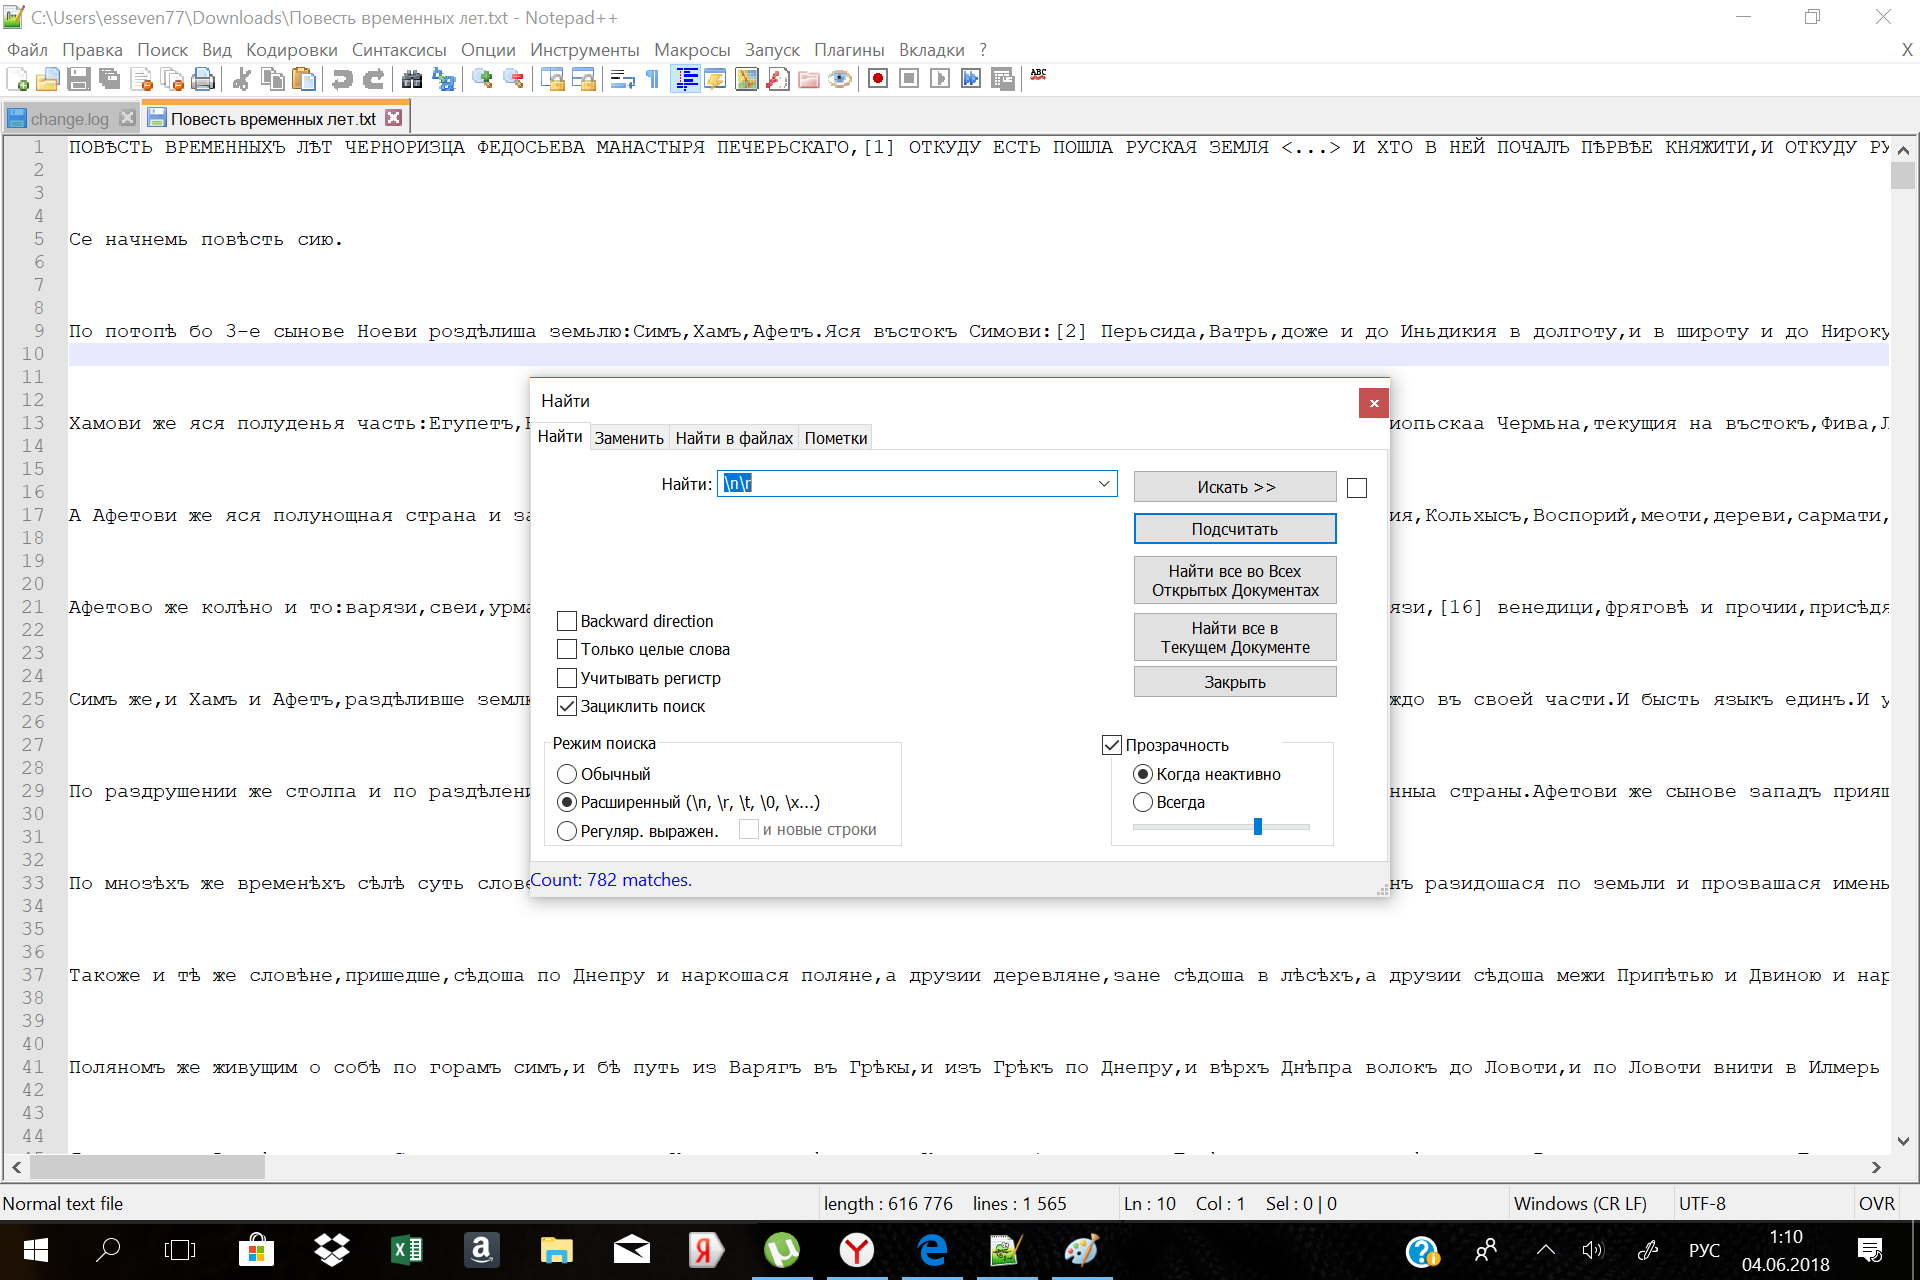 C:\Users\esseven77\Downloads\Повесть временных лет.txt - Notepad++
Файл Правка Поиск Вид Кодировки Синтаксисы Опции Инструменты Макросы Запуск Плагины Вкладки ? X
ABC
change.log Повесть временных лет.txt
1 ПОВѢСТЬ ВРЕМЕННЫХЪ ЛѢТ ЧЕРНОРИЗЦА ФЕДОСЬЕВА МАНАСТЫРЯ ПЕЧЕРЬСКАГО,[1] ОТКУДУ ЕСТЬ ПОШЛА РУСКАЯ ЗЕМЛЯ <...> И ХТО В НЕЙ ПОЧАЛЪ ПѢРВѢЕ КНЯЖИТИ,И ОТКУДУ РУ
2
3
4
5 Се начнемь повѣсть сию.
6
7
8
9 По потопѣ бо 3-е сынове Ноеви роздѣлиша земьлю:Симъ,Хамъ,Афетъ.Яся въстокъ Симови:[2] Перьсида,Ватрь,доже и до Иньдикия в долготу,и в широту и до Нироку
10
11
12
13 Хамови же яся полуденья часть:Егупетъ, иопьскаа Чермьна,текущия на въстокъ,Фива,Л
14
15
16
17 А Афетови же яся полунощная страна и за ия,Кольхысъ,Воспорий,меоти,дереви,сармати,
18
19
20
21 Афетово же колѣно и то:варязи,свеи,урма язи,[16] венедици,фряговѣ и прочии,присѣдя
22
23
24
25 Симъ же,и Хамъ и Афетъ,раздѣливше земл ждо въ своей части.И бысть языкъ единъ.И у
26
27
28
29 По раздрушении же столпа и по раздѣлени нныа страны.Афетови же сынове западъ прияш
30
31
32
33 По мнозѣхъ же временѣхъ сѣлѣ суть слове нъ разидошася по земьли и прозвашася имень
34
35
36
37 Такоже и тѣ же словѣне,пришедше,сѣдоша по Днепру и наркошася поляне,а друзии деревляне,зане сѣдоша в лѣсѣхъ,а друзии сѣдоша межи Припѣтью и Двиною и нар
38
39
40
41 Поляномъ же живущим о собѣ по горамъ симъ,и бѣ путь из Варягъ въ Грѣкы,и изъ Грѣкъ по Днепру,и вѣрхъ Днѣпра волокъ до Ловоти,и по Ловоти внити в Илмерь
42
43
44
Найти
Найти Заменить Найти в файлах Пометки
Найти: \n\r Искать >>
Подсчитать
Найти все во Всех
Открытых Документах
Найти все в
Текущем Документе
Закрыть
Backward direction
Только целые слова
Учитывать регистр
Зациклить поиск
Режим поиска
Обычный
Расширенный (\n, \r, \t, \0, \x...)
Регуляр. выражен. и новые строки
Прозрачность
Когда неактивно
Всегда
Count: 782 matches.
Normal text file length : 616 776 lines : 1 565 Ln : 10 Col : 1 Sel : 0 | 0 Windows (CR LF) UTF-8 OVR
РУС 1:10
04.06.2018